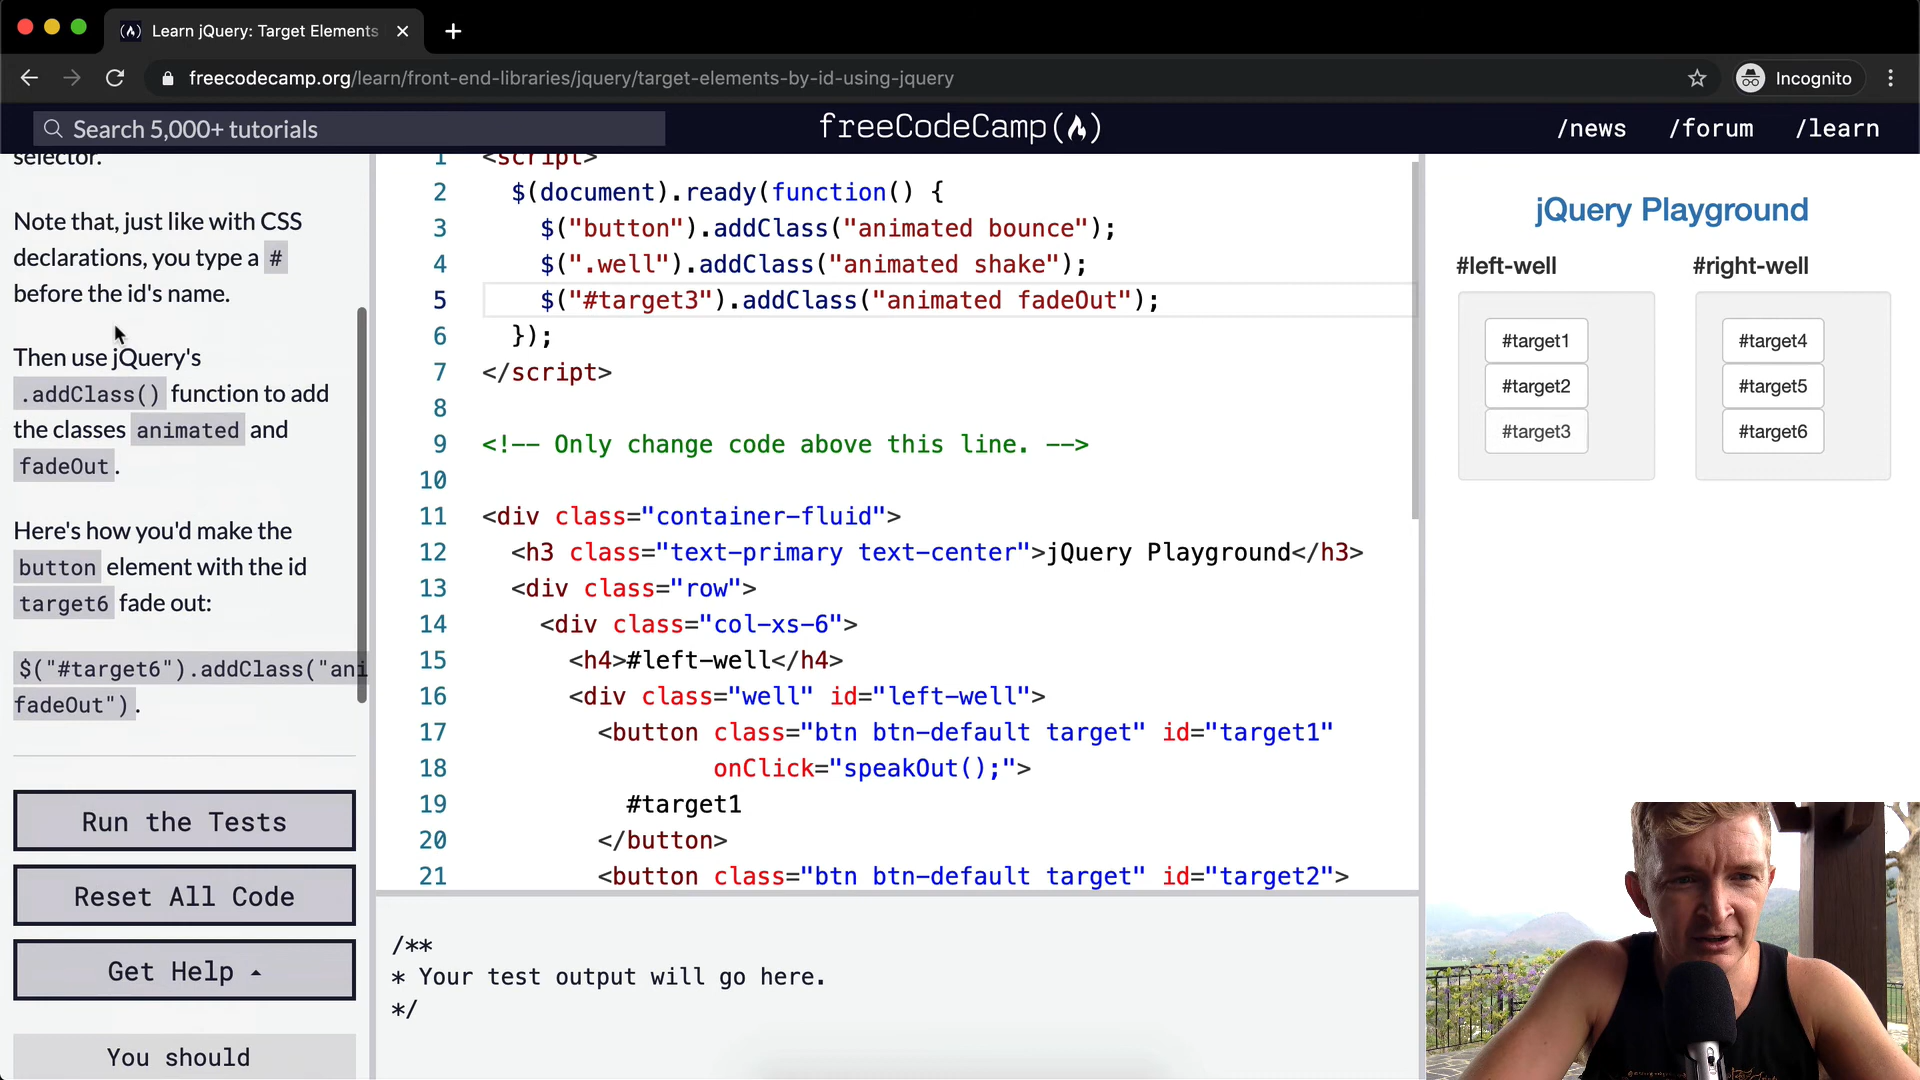 Learn jQuery: Target Elements
freecodecamp.org/learn/front-end-libraries/jquery/target-elements-by-id-using-jquery
Incognito
Search 5,000+ tutorials
freeCodeCamp
/news /forum /learn
selector.
Note that, just like with CSS
declarations, you type a #
before the id's name.
Then use jQuery's
.addClass() function to add
the classes animated and
fadeOut.
Here's how you'd make the
button element with the id
target6 fade out:
$("#target6").addClass("ani
fadeOut").
Run the Tests
Reset All Code
Get Help
You should
1 <script>
2 $(document).ready(function() {
3 $("button").addClass("animated bounce");
4 $(".well").addClass("animated shake");
5 $("#target3").addClass("animated fadeOut");
6 });
7 </script>
8
9 <!-- Only change code above this line. -->
10
11 <div class="container-fluid">
12 <h3 class="text-primary text-center">jQuery Playground</h3>
13 <div class="row">
14 <div class="col-xs-6">
15 <h4>#left-well</h4>
16 <div class="well" id="left-well">
17 <button class="btn btn-default target" id="target1"
18 onClick="speakOut();">
19 #target1
20 </button>
21 <button class="btn btn-default target" id="target2">
/**
* Your test output will go here.
*/
jQuery Playground
#left-well
#target1
#target2
#target3
#right-well
#target4
#target5
#target6